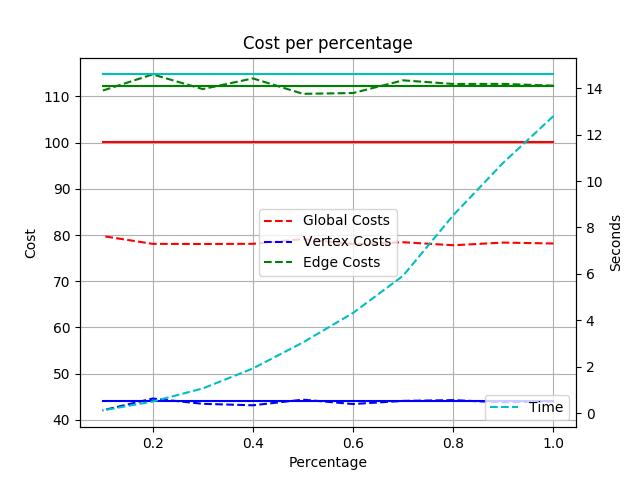 Cost per percentage
110
100
90
80
70
60
50
40
Cost
14
12
10
8
6
4
2
0
Seconds
Global Costs
Vertex Costs
Edge Costs
Time
0.2
0.4
0.6
0.8
1.0
Percentage